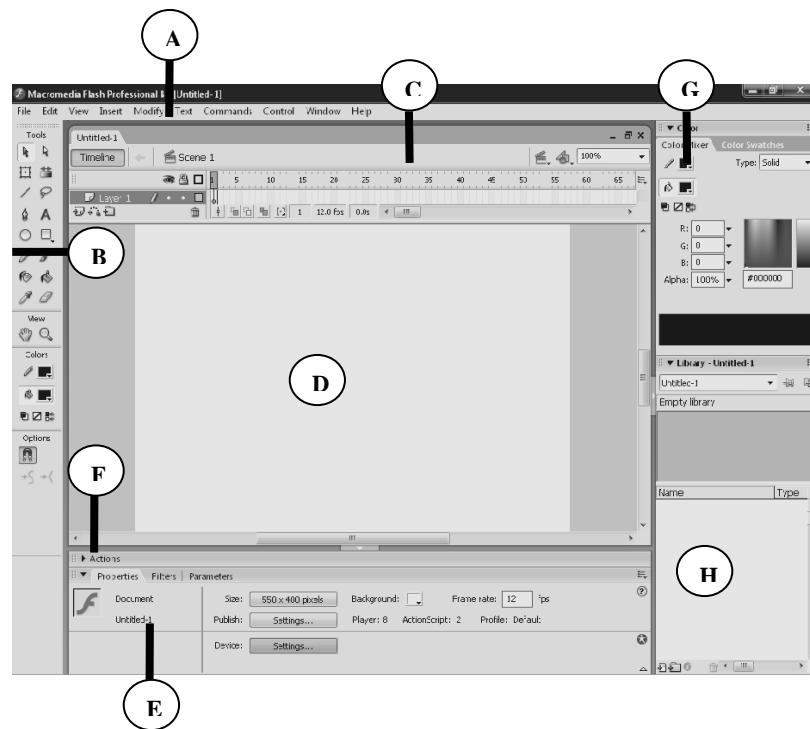 A
C
G
Macromedia Flash Professional [Untitled-1]
File Edit View Insert Modify Text Commands Control Window Help
Tools
Untitled-1
Color
Color Mixer Color Swatches
Timeline Scene 1 100%
Type: Solid
1 5 10 15 20 25 30 35 40 45 50 55 60 65
Layer 1
1 12.0 fps 0.0s
R: 0
G: 0
B: 0
Alpha: 100% #000000
B
View
Colors
D
Library - Untitled-1
Untitled-1
Empty library
Options
F
Name Type
H
Actions
Properties Filters Parameters
Document Size: 550 x 400 pixels Background: Frame rate: 12 fps
Untitled-1 Publish: Settings... Player: 8 ActionScript: 2 Profile: Default
Device: Settings...
E